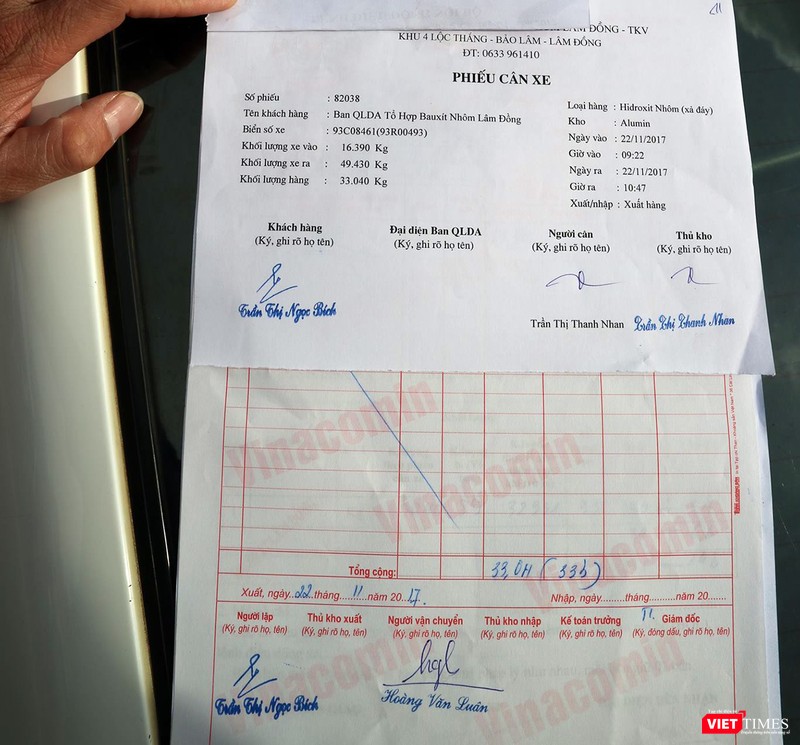 LÂM ĐỒNG - TKV
KHU 4 LỘC THẮNG - BẢO LÂM - LÂM ĐỒNG
ĐT: 0633 961410
PHIẾU CÂN XE
Số phiếu : 82038
Tên khách hàng : Ban QLDA Tổ Hợp Bauxít Nhôm Lâm Đồng
Biển số xe : 93C08461(93R00493)
Khối lượng xe vào : 16.390 Kg
Khối lượng xe ra : 49.430 Kg
Khối lượng hàng : 33.040 Kg
Loại hàng : Hidroxit Nhôm (xả đáy)
Kho : Alumin
Ngày vào : 22/11/2017
Giờ vào : 09:22
Ngày ra : 22/11/2017
Giờ ra : 10:47
Xuất/nhập : Xuất hàng
Khách hàng Đại diện Ban QLDA Người cân Thủ kho
(Ký, ghi rõ họ tên) (Ký, ghi rõ họ tên) (Ký, ghi rõ họ tên) (Ký, ghi rõ họ tên)
Trần Thị Ngọc Bích Trần Thị Thanh Nhan Trần Thị Thanh Nhan
Vinacomin
Vinacomin
Vinacomin
Tổng cộng: 33,04 (33b)
Xuất, ngày..22..tháng...11...năm 2017. Nhập, ngày.........tháng.........năm 20.......
Người lập Thủ kho xuất Người vận chuyển Thủ kho nhập Kế toán trưởng Giám đốc
(Ký, ghi rõ họ, tên) (Ký, ghi rõ họ, tên) (Ký, ghi rõ họ, tên) (Ký, ghi rõ họ, tên) (Ký, ghi rõ họ, tên) (Ký, đóng dấu, ghi rõ họ, tên)
Vinacomin
Vinacomin
Trần Thị Ngọc Bích Hoàng Văn Luân
VIETTIMES